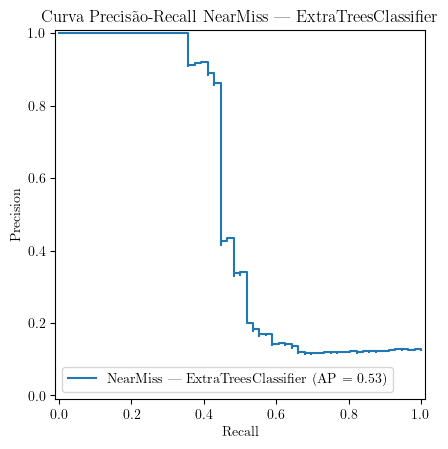 Curva Precisão-Recall NearMiss — ExtraTreesClassifier
1.0
0.8
0.6
0.4
0.2
0.0
Precision
NearMiss — ExtraTreesClassifier (AP = 0.53)
0.0 0.2 0.4 0.6 0.8 1.0
Recall